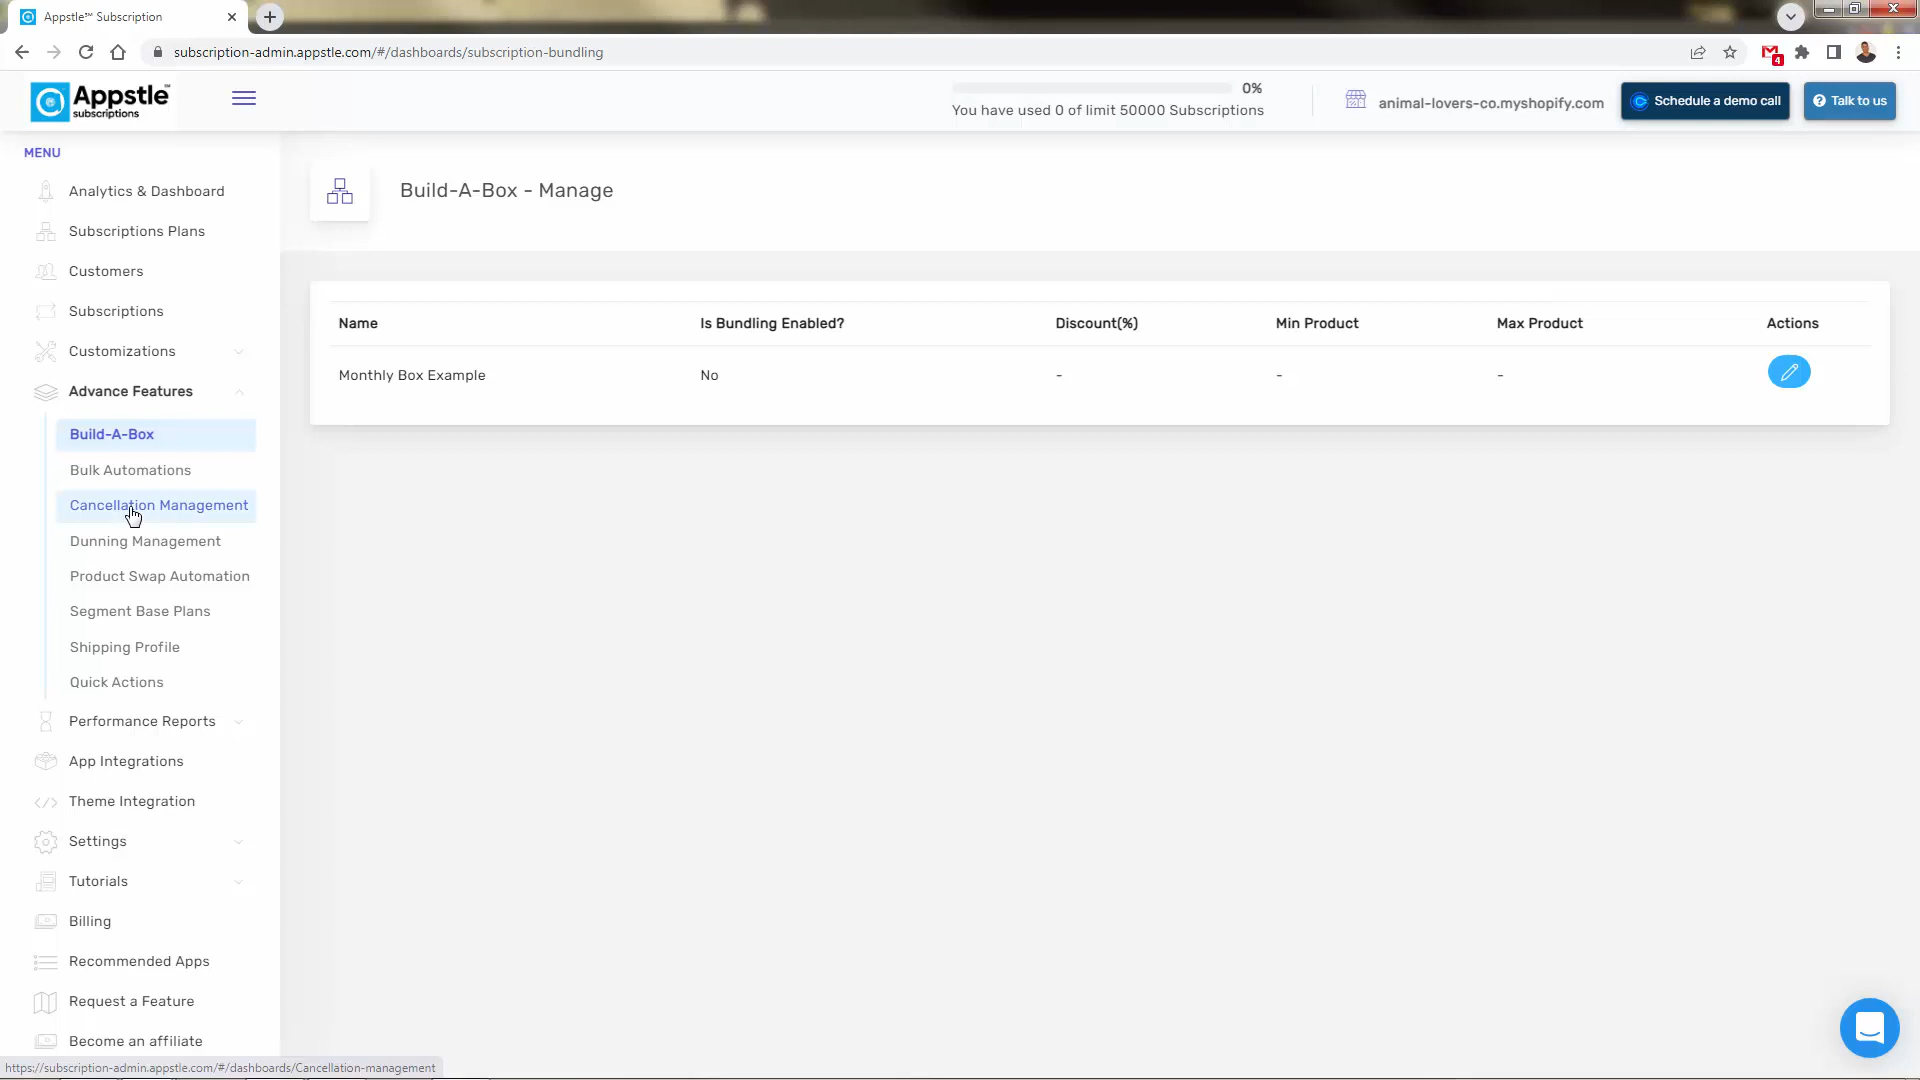 Appstle™ Subscription
subscription-admin.appstle.com/#/dashboards/subscription-bundling
4
Appstle™
subscriptions
0%
You have used 0 of limit 50000 Subscriptions
animal-lovers-co.myshopify.com
Schedule a demo call
Talk to us
MENU
Analytics & Dashboard
Subscriptions Plans
Customers
Subscriptions
Customizations
Advance Features
Build-A-Box
Bulk Automations
Cancellation Management
Dunning Management
Product Swap Automation
Segment Base Plans
Shipping Profile
Quick Actions
Performance Reports
App Integrations
Theme Integration
Settings
Tutorials
Billing
Recommended Apps
Request a Feature
Become an affiliate
Build-A-Box - Manage
Name Is Bundling Enabled? Discount(%) Min Product Max Product Actions
Monthly Box Example No - - -
https://subscription-admin.appstle.com/#/dashboards/Cancellation-management